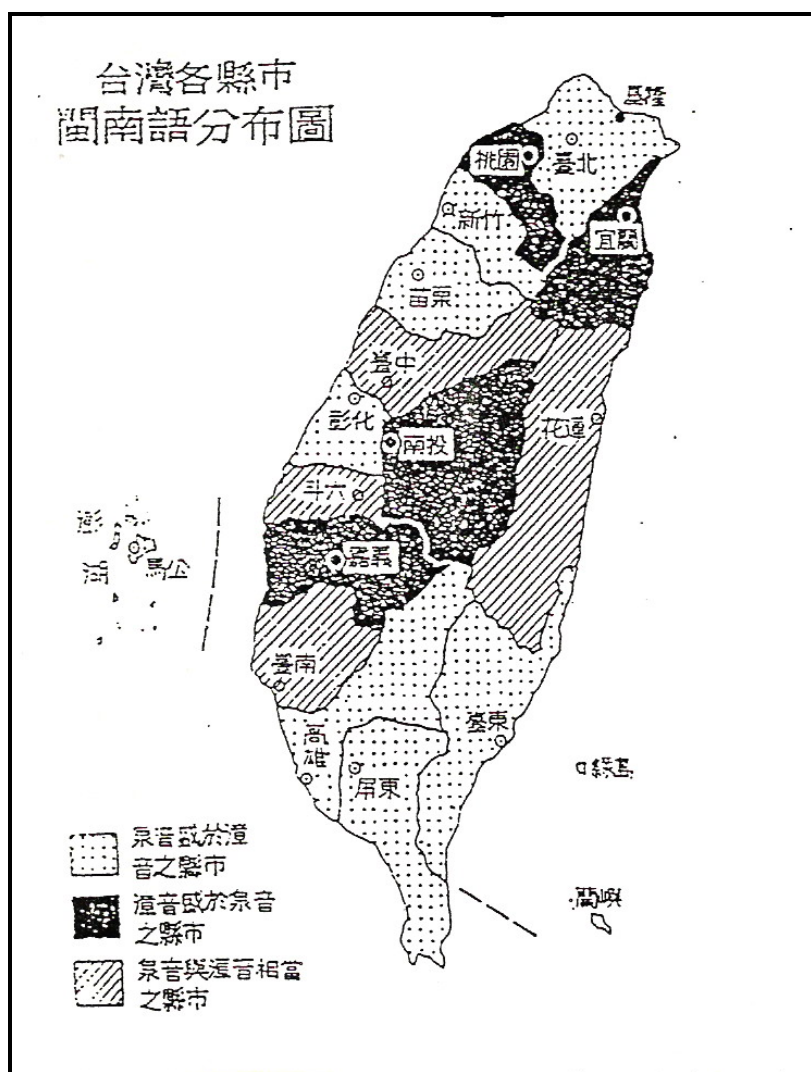 台灣各縣市
閩南語分布圖
基隆
臺北
桃園
新竹
宜蘭
苗栗
臺中
彰化
南投
花蓮
斗六
澎湖
馬公
嘉義
臺南
高雄
屏東
臺東
綠島
蘭嶼
泉音盛於漳
音之縣市
漳音盛於泉音
之縣市
泉音與漳音相當
之縣市